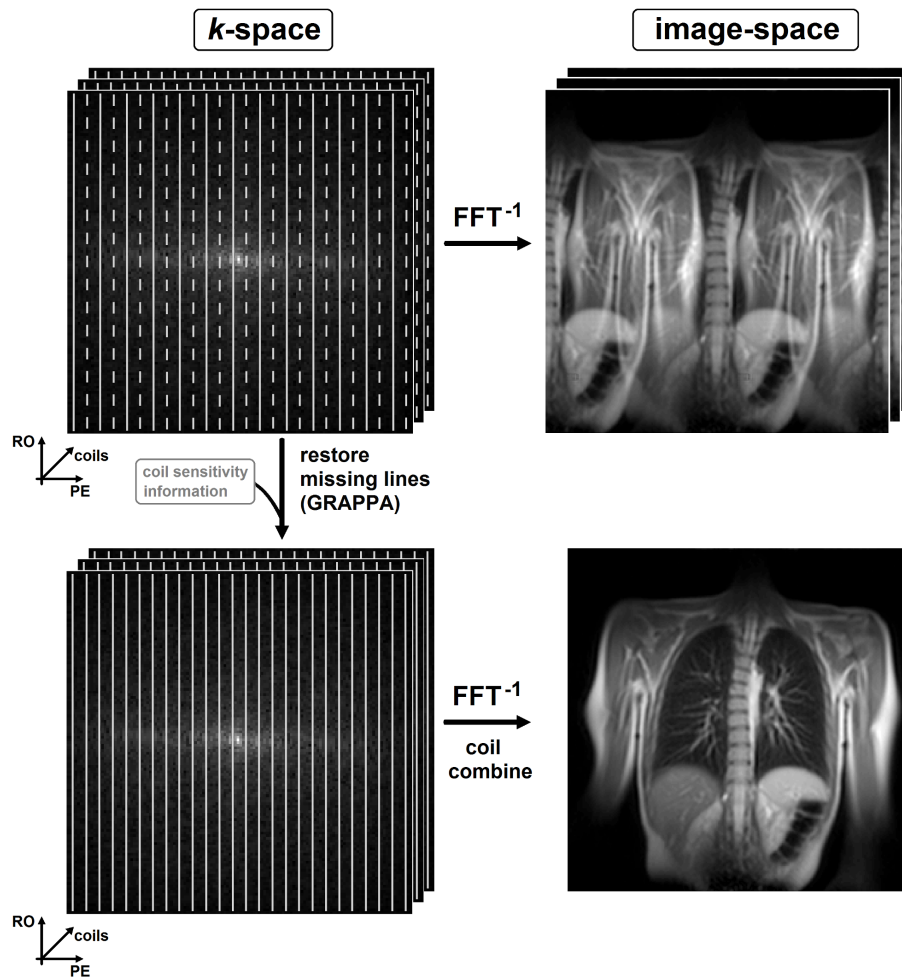 k-space
image-space
FFT-1
RO
coils
PE
coil sensitivity
information
restore
missing lines
(GRAPPA)
FFT-1
coil
combine
RO
coils
PE